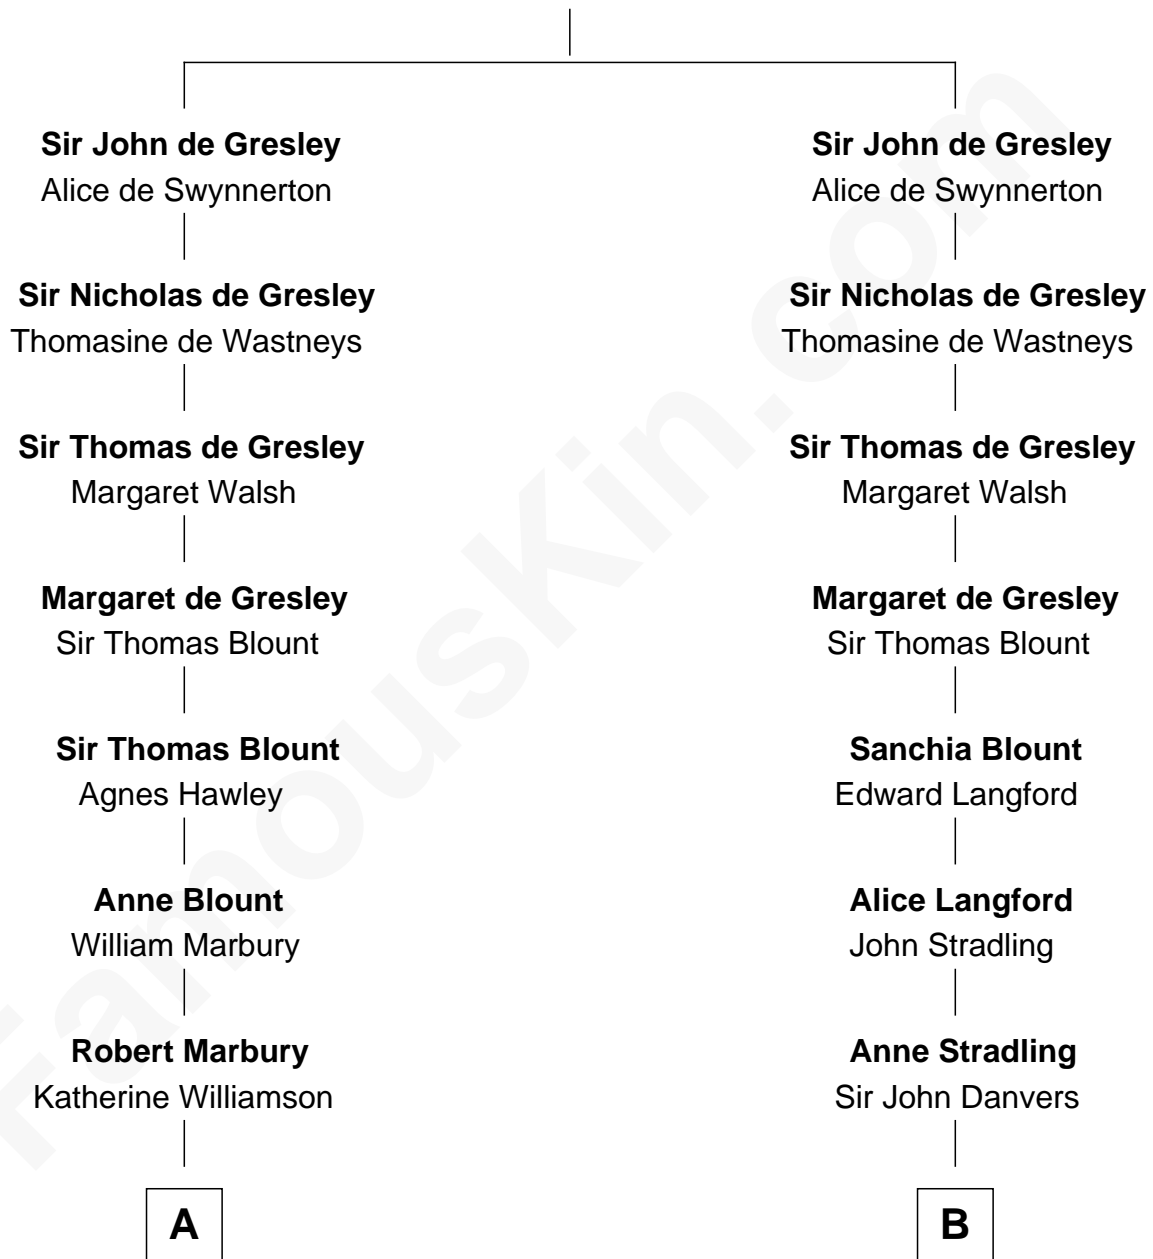 Sir John de Gresley
Alice de Swynnerton
Sir Nicholas de Gresley
Thomasine de Wastneys
Sir Thomas de Gresley
Margaret Walsh
Margaret de Gresley
Sir Thomas Blount
Sir Thomas Blount
Agnes Hawley
Anne Blount
William Marbury
Robert Marbury
Katherine Williamson
A
Sir John de Gresley
Alice de Swynnerton
Sir Nicholas de Gresley
Thomasine de Wastneys
Sir Thomas de Gresley
Margaret Walsh
Margaret de Gresley
Sir Thomas Blount
Sanchia Blount
Edward Langford
Alice Langford
John Stradling
Anne Stradling
Sir John Danvers
B
FamousKin.com